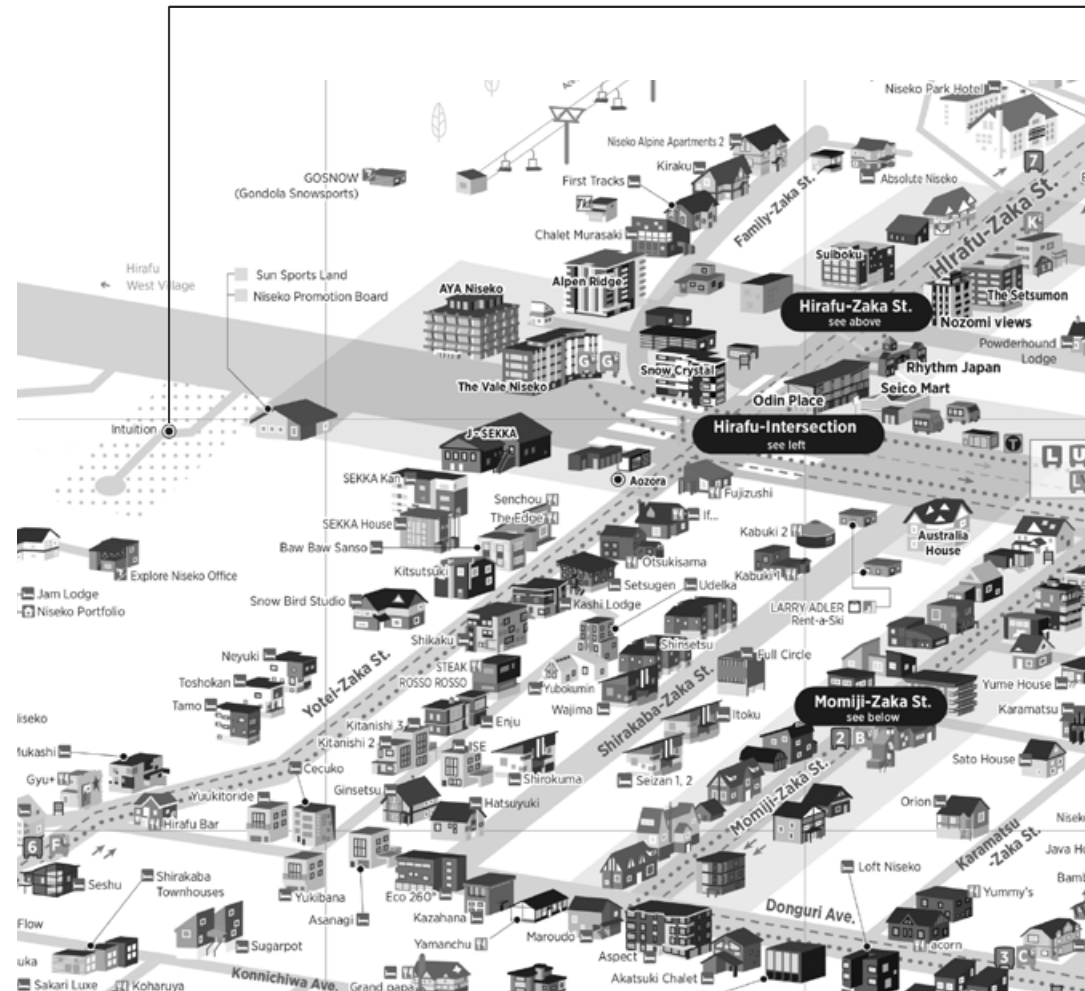 Niseko Park Hotel
Niseko Alpine Apartments 2
Kiraku
7
GOSNOW
(Gondola Snowsports)
First Tracks
Absolute Niseko
Family-Zaka St.
Hirafu-Zaka St.
K
Chalet Murasaki
Suiboku
Hirafu
West Village
Sun Sports Land
Niseko Promotion Board
AYA Niseko
Alpen Ridge
The Setsumon
Hirafu-Zaka St.
see above
Nozomi views
Powderhound
Lodge
The Vale Niseko
G
G
Snow Crystal
Rhythm Japan
Seico Mart
Odin Place
Intuition
J-SEKKA
Hirafu-Intersection
see left
T
L
U
L
SEKKA Kan
Aozora
Fujizushi
Senchou
The Edge
SEKKA House
If...
Kabuki 2
Australia
House
Baw Baw Sanso
Otsukisama
Explore Niseko Office
Kitsutsuki
Setsugen
Udelka
Kabuki 1
Jam Lodge
Niseko Portfolio
Snow Bird Studio
Kashi Lodge
LARRY ADLER
Rent-a-Ski
Shikaku
Shinsetsu
Full Circle
Neyuki
STEAK
ROSSO ROSSO
Toshokan
Yubokumin
Yume House
Yotei-Zaka St.
Shirakaba-Zaka St.
Tamo
Wajima
Itoku
Momiji-Zaka St.
see below
Karamatsu
Kitanishi 3
Enju
Kitanishi 2
ISE
2
B
Mukashi
Cecuko
Shirokuma
Seizan 1, 2
Sato House
Gyu+
Yuukitoride
Ginsetsu
Hatsuyuki
Momiji-Zaka St.
Orion
Hirafu Bar
Karamatsu
-Zaka St.
6
F
Java
Seshu
Shirakaba
Townhouses
Yukibana
Eco 260°
Loft Niseko
Yummy's
Asanagi
Kazahana
Donguri Ave.
Flow
Yamanchu
Maroudo
acorn
Sugarpot
Aspect
3
C
Konnichiwa Ave.
Akatsuki Chalet
Sakari Luxe
Koharuya
Grand papa